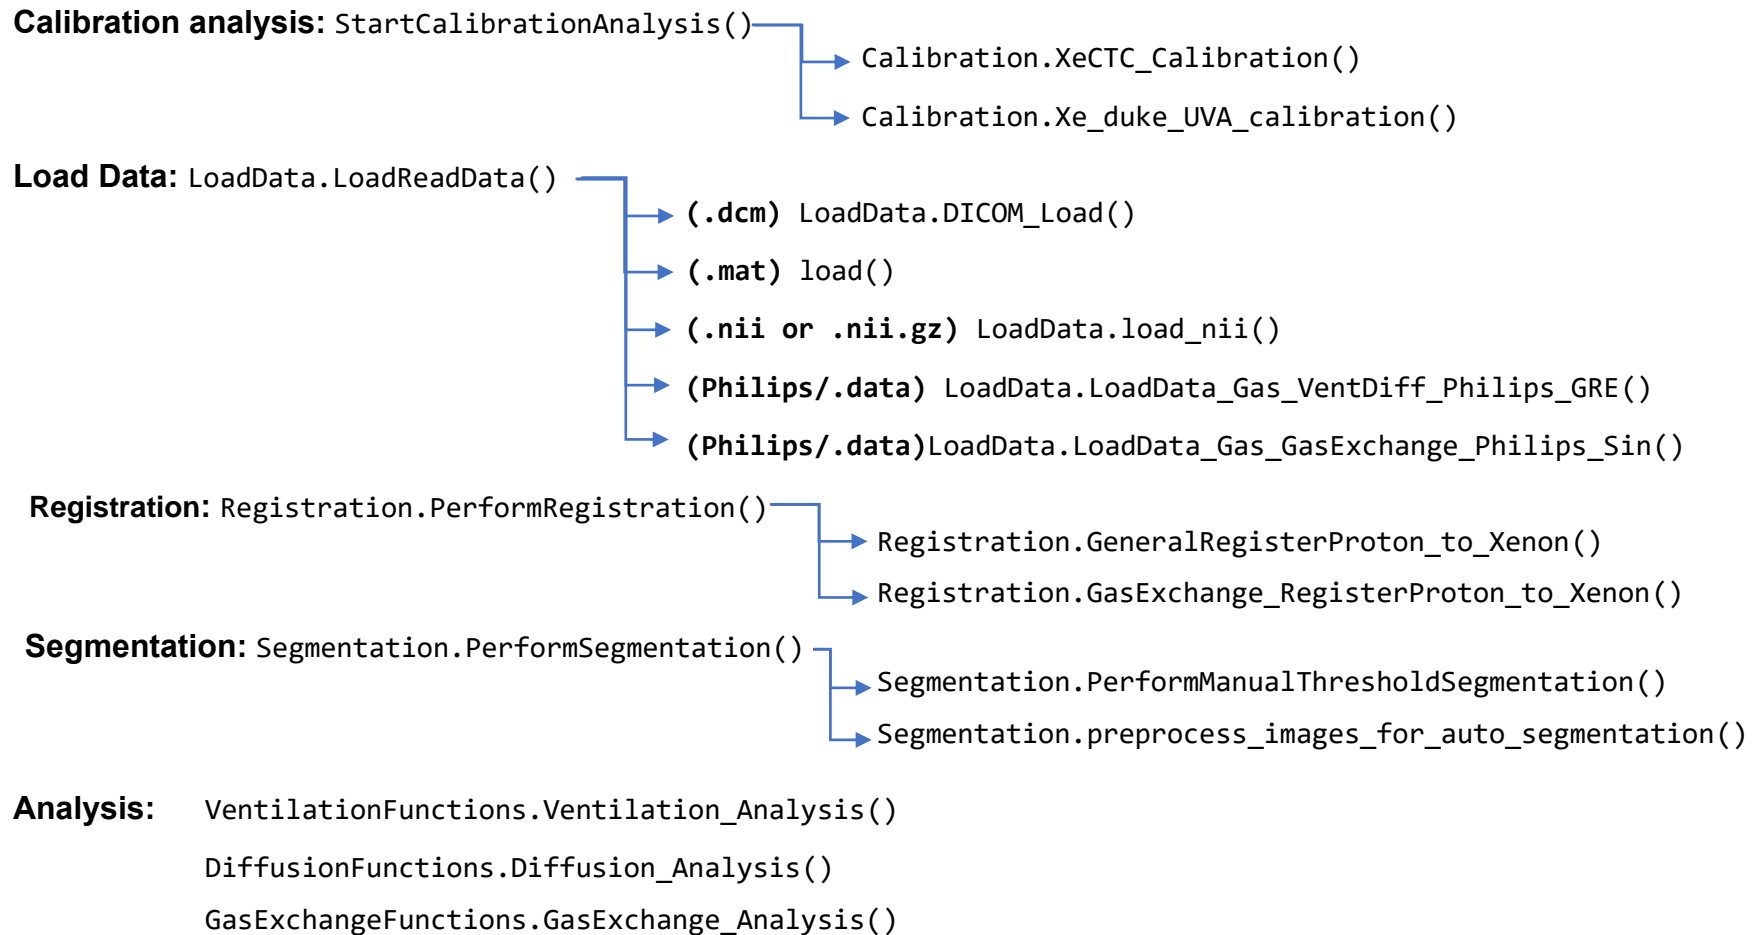 Calibration analysis: StartCalibrationAnalysis()
Calibration.XeCTC_Calibration()
Calibration.Xe_duke_UVA_calibration()
Load Data: LoadData.LoadReadData()
(.dcm) LoadData.DICOM_Load()
(.mat) load()
(.nii or .nii.gz) LoadData.load_nii()
(Philips/.data) LoadData.LoadData_Gas_VentDiff_Philips_GRE()
(Philips/.data)LoadData.LoadData_Gas_GasExchange_Philips_Sin()
Registration: Registration.PerformRegistration()
Registration.GeneralRegisterProton_to_Xenon()
Registration.GasExchange_RegisterProton_to_Xenon()
Segmentation: Segmentation.PerformSegmentation()
Segmentation.PerformManualThresholdSegmentation()
Segmentation.preprocess_images_for_auto_segmentation()
Analysis: VentilationFunctions.Ventilation_Analysis()
DiffusionFunctions.Diffusion_Analysis()
GasExchangeFunctions.GasExchange_Analysis()